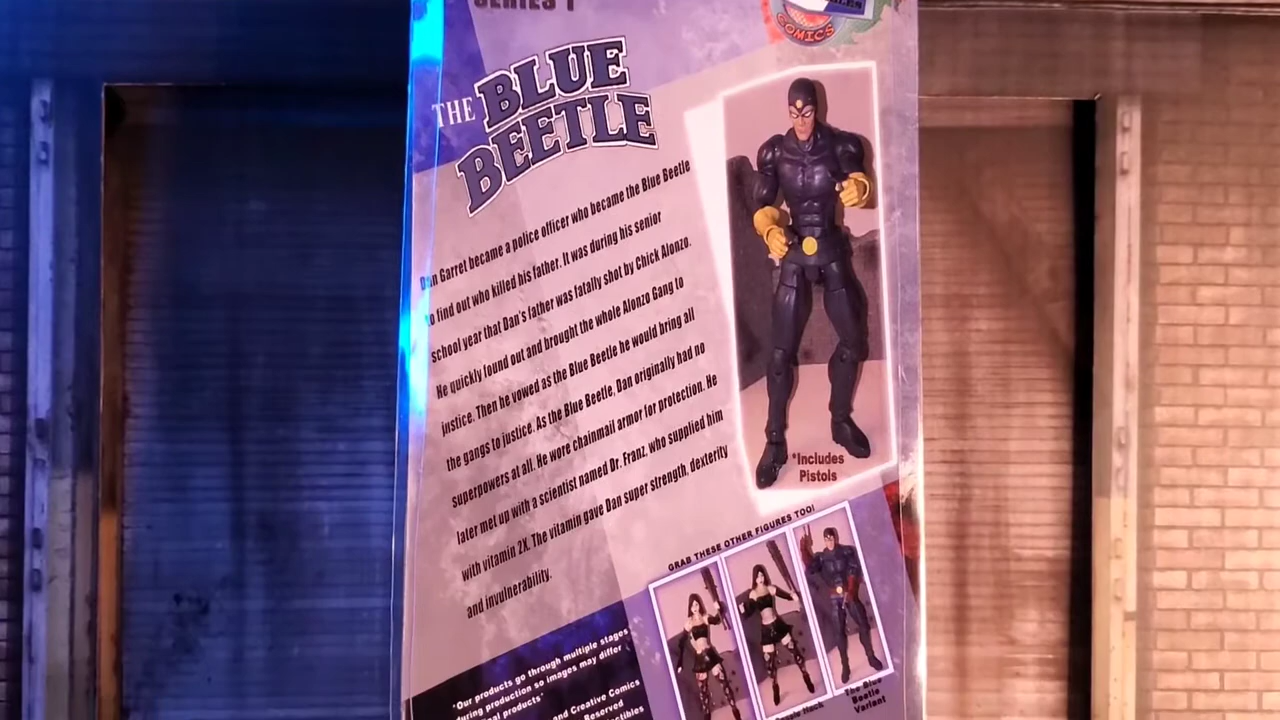 SERIES 1
COMICS
THE BLUE
BEETLE
Dan Garret became a police officer who became the Blue Beetle
to find out who killed his father. It was during his senior
school year that Dan's father was fatally shot by Chick Alonzo.
He quickly found out and brought the whole Alonzo Gang to
justice. Then he vowed as the Blue Beetle he would bring all
the gangs to justice. As the Blue Beetle, Dan originally had no
superpowers at all. He wore chainmail armor for protection. He
later met up with a scientist named Dr. Franz, who supplied him
with vitamin 2X. The vitamin gave Dan super strength, dexterity
and invulnerability.
*Includes
Pistols
GRAB THESE OTHER FIGURES TOO!
Hack
The Blue
Beetle
Variant
*Our products go through multiple stages
during production so images may differ
products*
and Creative Comics
Reserved